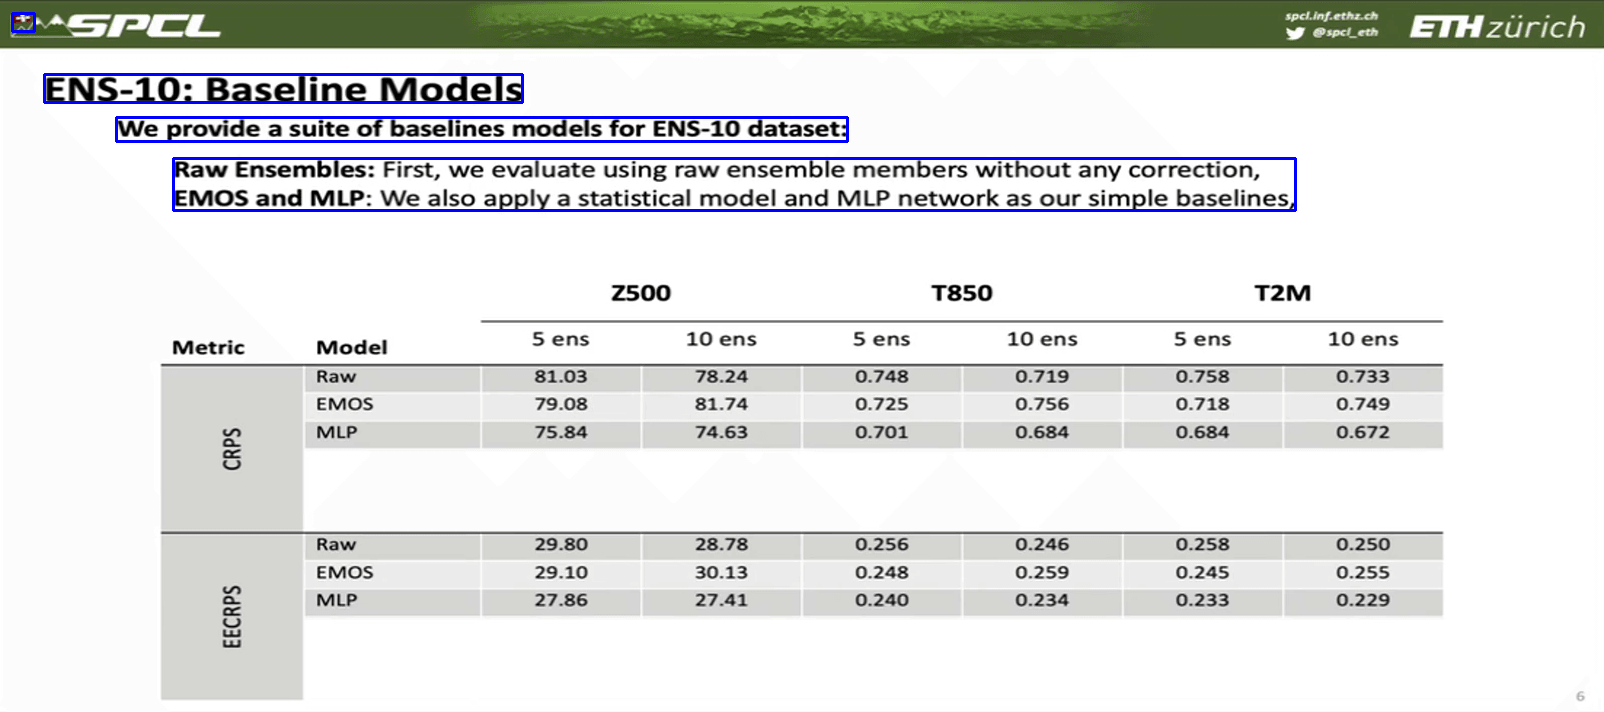 SPCL
spcl.inf.ethz.ch
@spcl_eth
ETH zürich
ENS-10: Baseline Models
We provide a suite of baselines models for ENS-10 dataset:
Raw Ensembles: First, we evaluate using raw ensemble members without any correction,
EMOS and MLP: We also apply a statistical model and MLP network as our simple baselines,
Z500 T850 T2M
Metric Model 5 ens 10 ens 5 ens 10 ens 5 ens 10 ens
CRPS
Raw 81.03 78.24 0.748 0.719 0.758 0.733
EMOS 79.08 81.74 0.725 0.756 0.718 0.749
MLP 75.84 74.63 0.701 0.684 0.684 0.672
EECRPS
Raw 29.80 28.78 0.256 0.246 0.258 0.250
EMOS 29.10 30.13 0.248 0.259 0.245 0.255
MLP 27.86 27.41 0.240 0.234 0.233 0.229
6